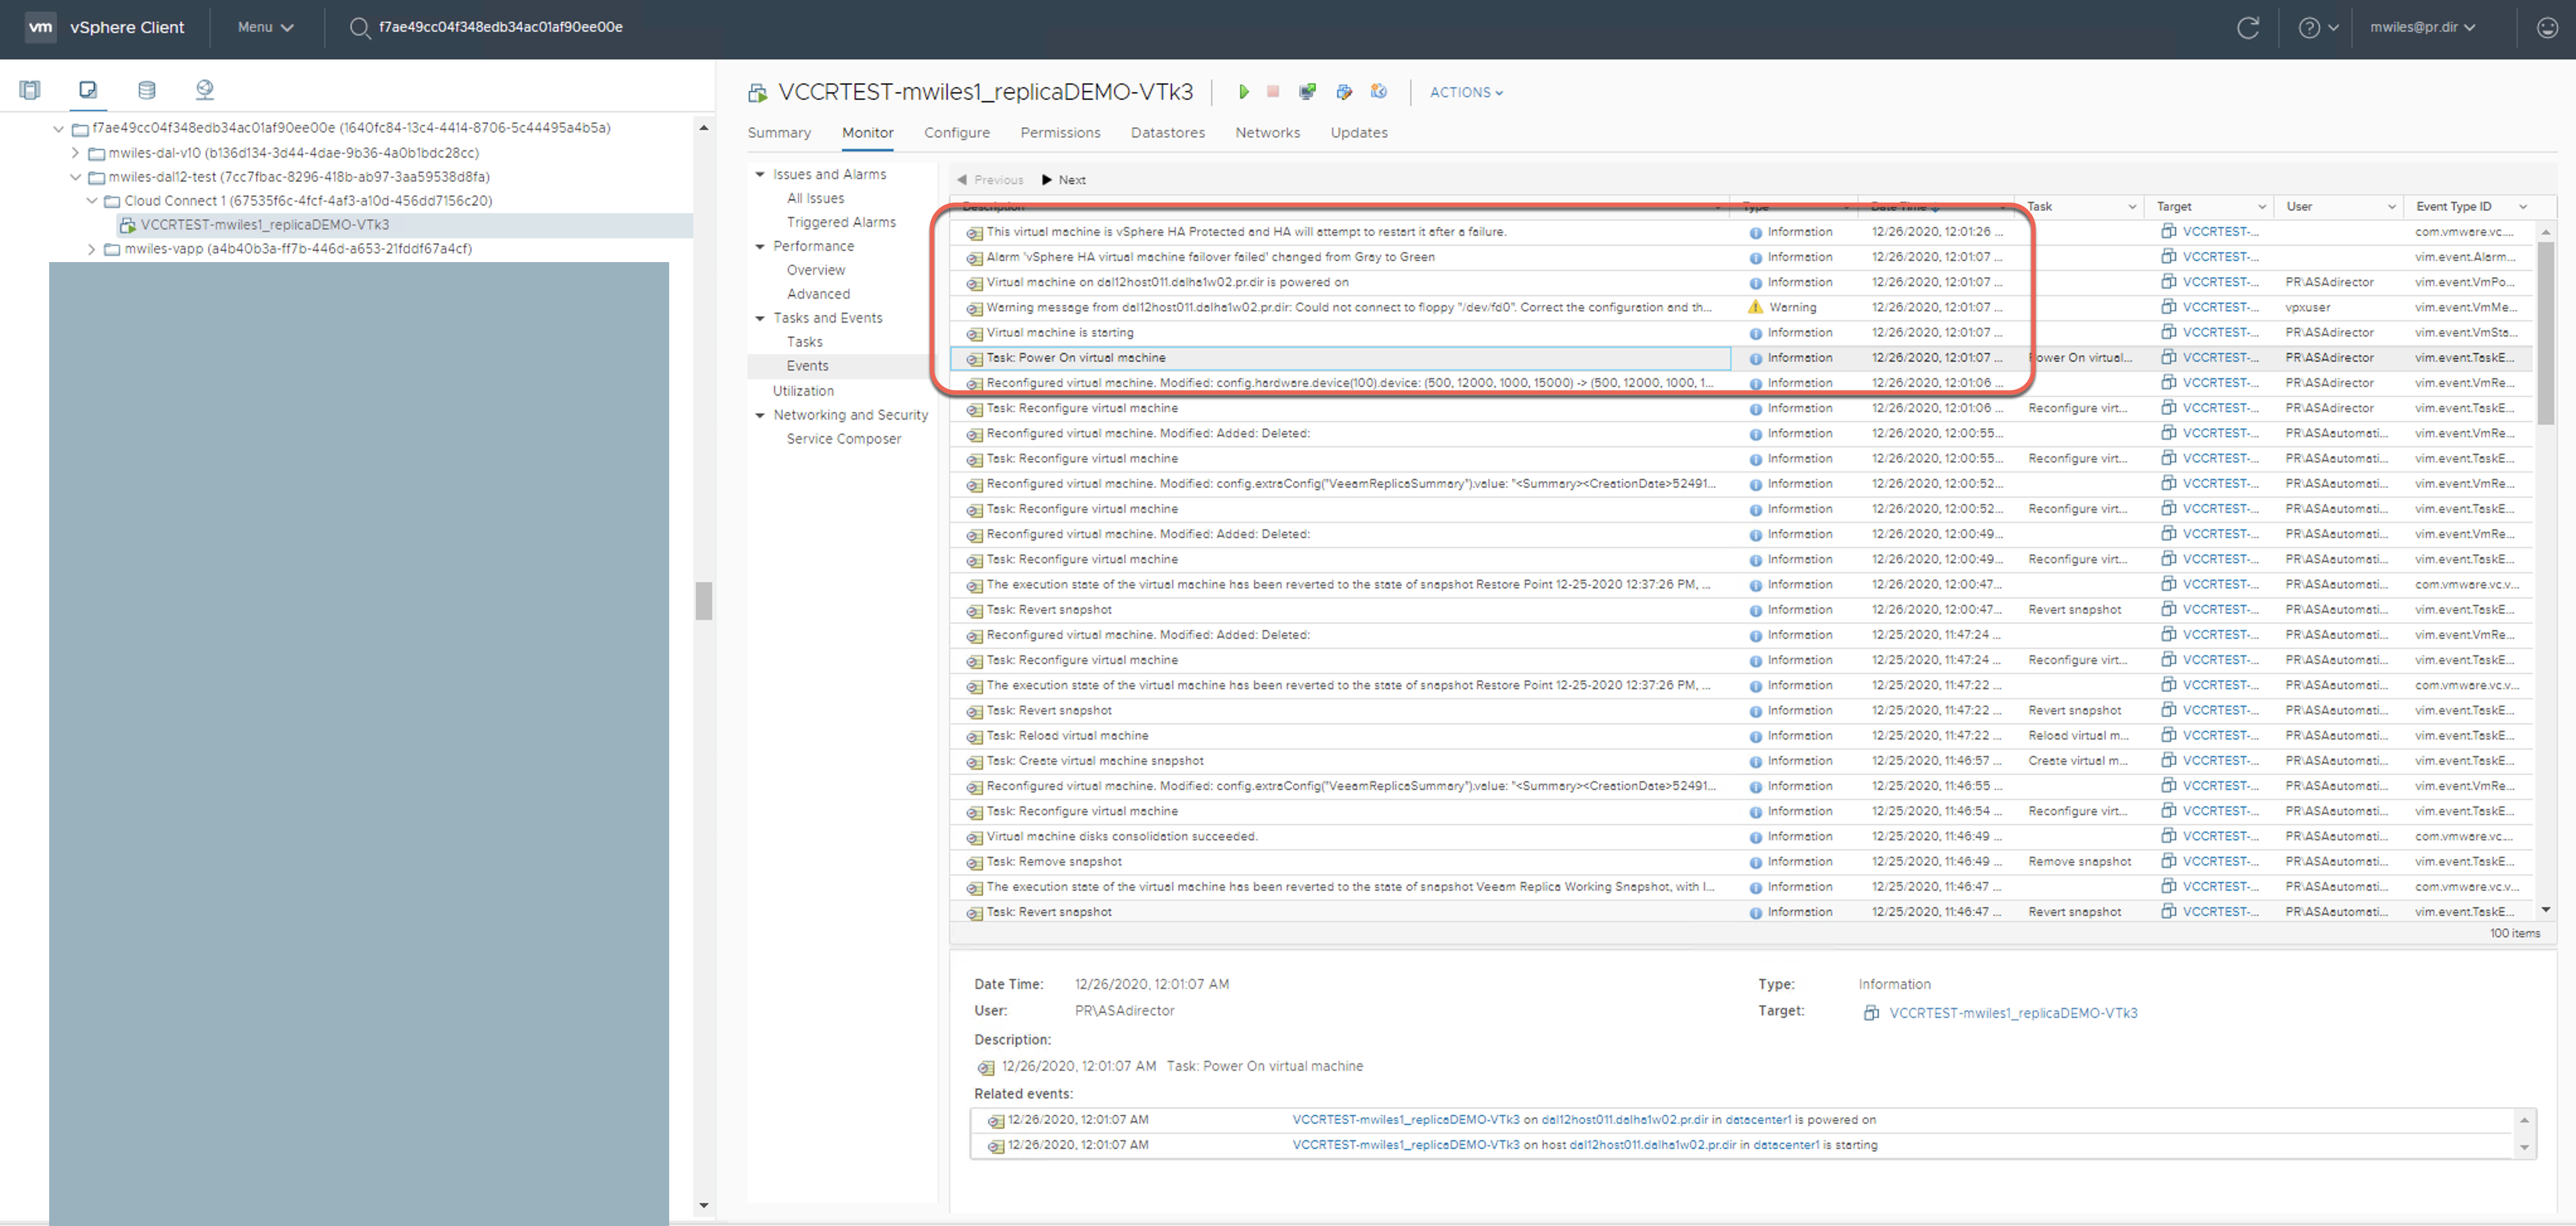 vm vSphere Client Menu f7ae49cc04f348edb34ac01af90ee00e mwiles@pr.dir
f7ae49cc04f348edb34ac01af90ee00e (1640fc84-13c4-4414-8706-5c44495a4b5a)
mwiles-dal-v10 (b136d134-3d44-4dae-9b36-4a0b1bdc28cc)
mwiles-dal12-test (7cc7fbac-8296-418b-ab97-3aa59538d8fa)
Cloud Connect 1 (67535f6c-4fcf-4af3-a10d-456dd7156c20)
VCCRTEST-mwiles1_replicaDEMO-VTk3
mwiles-vapp (a4b40b3a-ff7b-446d-a653-21fddf67a4cf)
VCCRTEST-mwiles1_replicaDEMO-VTk3 ACTIONS
Summary Monitor Configure Permissions Datastores Networks Updates
Issues and Alarms
All Issues
Triggered Alarms
Performance
Overview
Advanced
Tasks and Events
Tasks
Events
Utilization
Networking and Security
Service Composer
Previous Next
Description Type Date Time Task Target User Event Type ID
This virtual machine is vSphere HA Protected and HA will attempt to restart it after a failure. Information 12/26/2020, 12:01:26 ... VCCRTEST-... com.vmware.vc....
Alarm 'vSphere HA virtual machine failover failed' changed from Gray to Green Information 12/26/2020, 12:01:07 ... VCCRTEST-... vim.event.Alarm...
Virtual machine on dal12host011.dalha1w02.pr.dir is powered on Information 12/26/2020, 12:01:07 ... VCCRTEST-... PR\ASAdirector vim.event.VmPo...
Warning message from dal12host011.dalha1w02.pr.dir: Could not connect to floppy "/dev/fd0". Correct the configuration and th... Warning 12/26/2020, 12:01:07 ... VCCRTEST-... vpxuser vim.event.VmMe...
Virtual machine is starting Information 12/26/2020, 12:01:07 ... VCCRTEST-... PR\ASAdirector vim.event.VmSta...
Task: Power On virtual machine Information 12/26/2020, 12:01:07 ... Power On virtual... VCCRTEST-... PR\ASAdirector vim.event.TaskE...
Reconfigured virtual machine. Modified: config.hardware.device(100).device: (500, 12000, 1000, 15000) -> (500, 12000, 1000, 1... Information 12/26/2020, 12:01:06 ... VCCRTEST-... PR\ASAdirector vim.event.VmRe...
Task: Reconfigure virtual machine Information 12/26/2020, 12:01:06 ... Reconfigure virt... VCCRTEST-... PR\ASAdirector vim.event.TaskE...
Reconfigured virtual machine. Modified: Added: Deleted: Information 12/26/2020, 12:00:55... VCCRTEST-... PR\ASAautomati... vim.event.VmRe...
Task: Reconfigure virtual machine Information 12/26/2020, 12:00:55... Reconfigure virt... VCCRTEST-... PR\ASAautomati... vim.event.TaskE...
Reconfigured virtual machine. Modified: config.extraConfig("VeeamReplicaSummary").value: "<Summary><CreationDate>52491... Information 12/26/2020, 12:00:52... VCCRTEST-... PR\ASAautomati... vim.event.VmRe...
Task: Reconfigure virtual machine Information 12/26/2020, 12:00:52... Reconfigure virt... VCCRTEST-... PR\ASAautomati... vim.event.TaskE...
Reconfigured virtual machine. Modified: Added: Deleted: Information 12/26/2020, 12:00:49... VCCRTEST-... PR\ASAautomati... vim.event.VmRe...
Task: Reconfigure virtual machine Information 12/26/2020, 12:00:49... Reconfigure virt... VCCRTEST-... PR\ASAautomati... vim.event.TaskE...
The execution state of the virtual machine has been reverted to the state of snapshot Restore Point 12-25-2020 12:37:26 PM, ... Information 12/26/2020, 12:00:47... VCCRTEST-... PR\ASAautomati... com.vmware.vc.v...
Task: Revert snapshot Information 12/26/2020, 12:00:47... Revert snapshot VCCRTEST-... PR\ASAautomati... vim.event.TaskE...
Reconfigured virtual machine. Modified: Added: Deleted: Information 12/25/2020, 11:47:24 ... VCCRTEST-... PR\ASAautomati... vim.event.VmRe...
Task: Reconfigure virtual machine Information 12/25/2020, 11:47:24 ... Reconfigure virt... VCCRTEST-... PR\ASAautomati... vim.event.TaskE...
The execution state of the virtual machine has been reverted to the state of snapshot Restore Point 12-25-2020 12:37:26 PM, ... Information 12/25/2020, 11:47:22 ... VCCRTEST-... PR\ASAautomati... com.vmware.vc.v...
Task: Revert snapshot Information 12/25/2020, 11:47:22 ... Revert snapshot VCCRTEST-... PR\ASAautomati... vim.event.TaskE...
Task: Reload virtual machine Information 12/25/2020, 11:47:22 ... Reload virtual m... VCCRTEST-... PR\ASAautomati... vim.event.TaskE...
Task: Create virtual machine snapshot Information 12/25/2020, 11:46:57 ... Create virtual m... VCCRTEST-... PR\ASAautomati... vim.event.TaskE...
Reconfigured virtual machine. Modified: config.extraConfig("VeeamReplicaSummary").value: "<Summary><CreationDate>52491... Information 12/25/2020, 11:46:55 ... VCCRTEST-... PR\ASAautomati... vim.event.VmRe...
Task: Reconfigure virtual machine Information 12/25/2020, 11:46:54 ... Reconfigure virt... VCCRTEST-... PR\ASAautomati... vim.event.TaskE...
Virtual machine disks consolidation succeeded. Information 12/25/2020, 11:46:49 ... VCCRTEST-... PR\ASAautomati... com.vmware.vc....
Task: Remove snapshot Information 12/25/2020, 11:46:49 ... Remove snapshot VCCRTEST-... PR\ASAautomati... vim.event.TaskE...
The execution state of the virtual machine has been reverted to the state of snapshot Veeam Replica Working Snapshot, with I... Information 12/25/2020, 11:46:47 ... VCCRTEST-... PR\ASAautomati... com.vmware.vc.v...
Task: Revert snapshot Information 12/25/2020, 11:46:47 ... Revert snapshot VCCRTEST-... PR\ASAautomati... vim.event.TaskE...
100 items
Date Time: 12/26/2020, 12:01:07 AM Type: Information
User: PR\ASAdirector Target: VCCRTEST-mwiles1_replicaDEMO-VTk3
Description:
12/26/2020, 12:01:07 AM Task: Power On virtual machine
Related events:
12/26/2020, 12:01:07 AM VCCRTEST-mwiles1_replicaDEMO-VTk3 on dal12host011.dalha1w02.pr.dir in datacenter1 is powered on
12/26/2020, 12:01:07 AM VCCRTEST-mwiles1_replicaDEMO-VTk3 on host dal12host011.dalha1w02.pr.dir in datacenter1 is starting